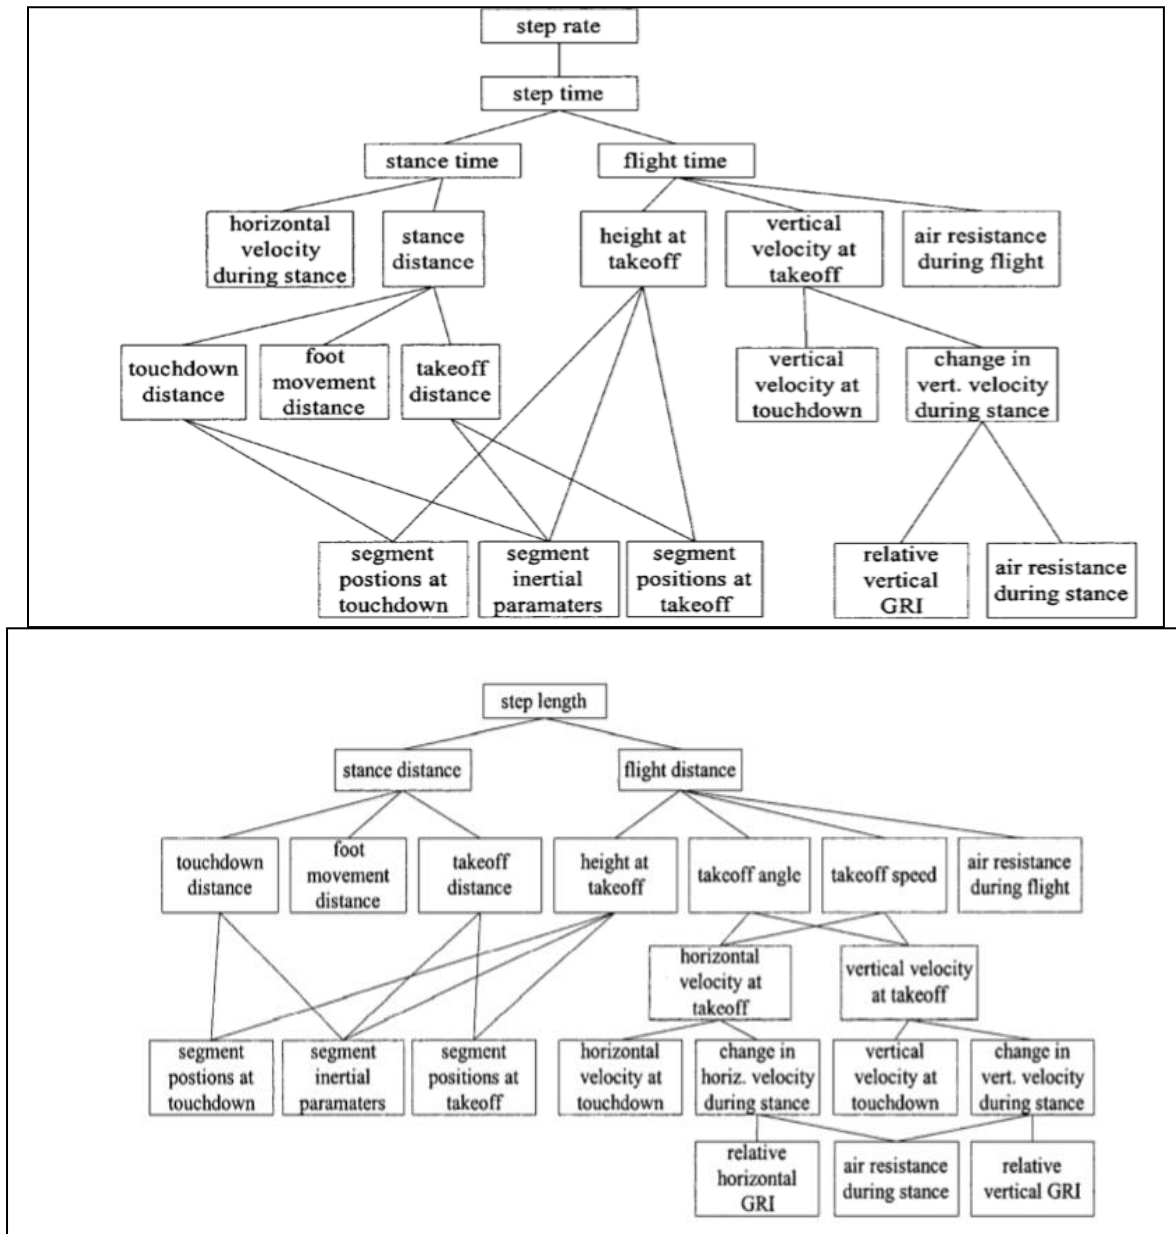 step rate
step time
stance time
flight time
horizontal
velocity
during stance
stance
distance
height at
takeoff
vertical
velocity at
takeoff
air resistance
during flight
touchdown
distance
foot
movement
distance
takeoff
distance
vertical
velocity at
touchdown
change in
vert. velocity
during stance
segment
postions at
touchdown
segment
inertial
paramaters
segment
positions at
takeoff
relative
vertical
GRI
air resistance
during stance
step length
stance distance
flight distance
touchdown
distance
foot
movement
distance
takeoff
distance
height at
takeoff
takeoff angle
takeoff speed
air resistance
during flight
horizontal
velocity at
takeoff
vertical velocity
at takeoff
segment
postions at
touchdown
segment
inertial
paramaters
segment
positions at
takeoff
horizontal
velocity at
touchdown
change in
horiz. velocity
during stance
vertical
velocity at
touchdown
change in
vert. velocity
during stance
relative
horizontal
GRI
air resistance
during stance
relative
vertical GRI